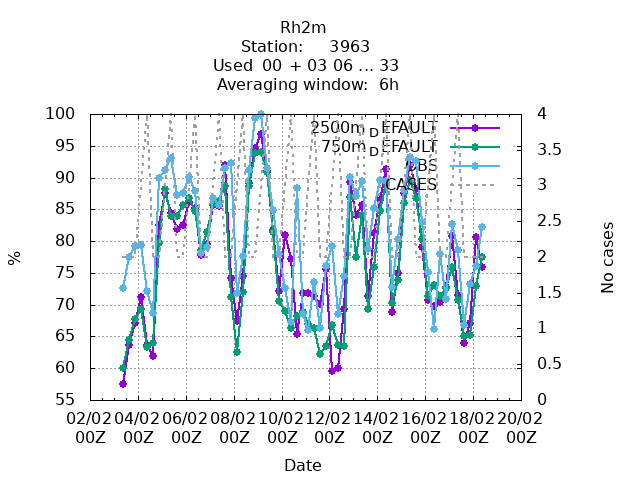 Rh2m
Station: 3963
Used 00 + 03 06 ... 33
Averaging window: 6h
100
95
90
85
80
75
70
65
60
55
4
3.5
3
2.5
2
1.5
1
0.5
0
2500m DEFAULT
750m DEFAULT
OBS
CASES
%
No cases
02/02 04/02 06/02 08/02 10/02 12/02 14/02 16/02 18/02 20/02
00Z 00Z 00Z 00Z 00Z 00Z 00Z 00Z 00Z 00Z
Date